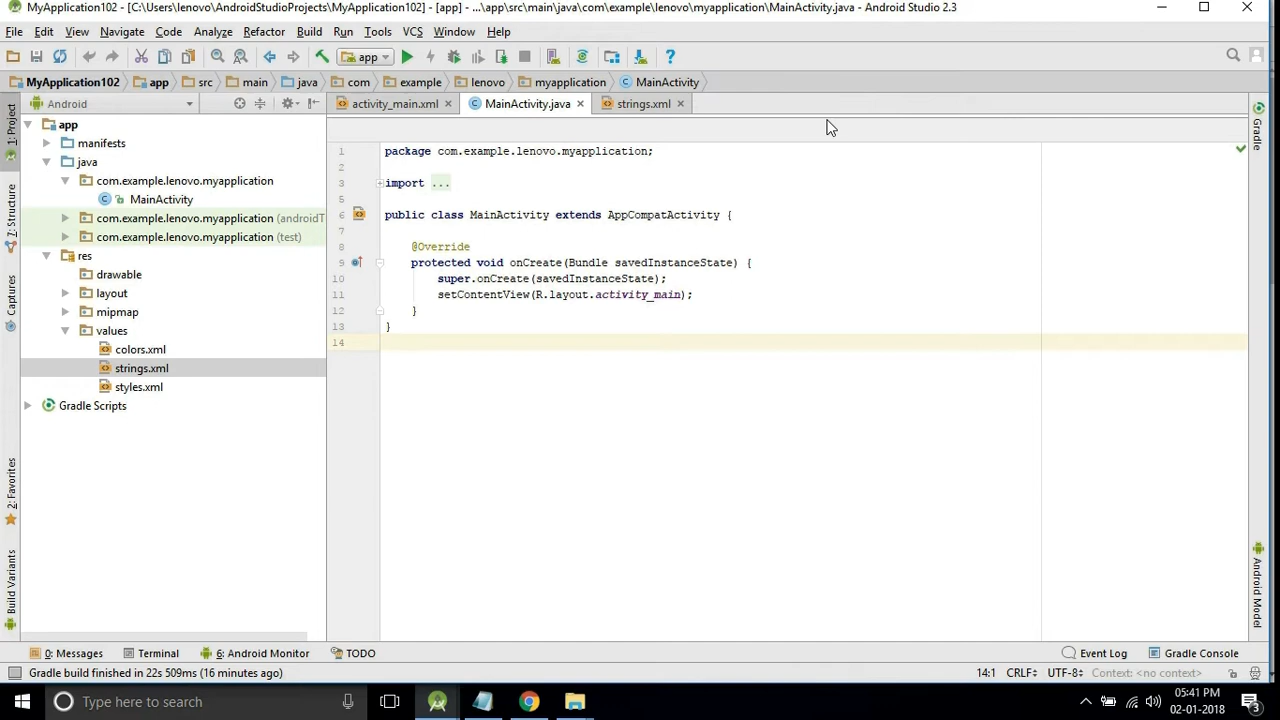 MyApplication102 - [C:\Users\lenovo\AndroidStudioProjects\MyApplication102] - [app] - ...\app\src\main\java\com\example\lenovo\myapplication\MainActivity.java - Android Studio 2.3
File Edit View Navigate Code Analyze Refactor Build Run Tools VCS Window Help
app
MyApplication102 app src main java com example lenovo myapplication MainActivity
Android activity_main.xml MainActivity.java strings.xml
1: Project
Z: Structure
Captures
2: Favorites
Build Variants
app
manifests
java
com.example.lenovo.myapplication
MainActivity
com.example.lenovo.myapplication (androidT
com.example.lenovo.myapplication (test)
res
drawable
layout
mipmap
values
colors.xml
strings.xml
styles.xml
Gradle Scripts
1 package com.example.lenovo.myapplication;
2
3 import ...
5
6 public class MainActivity extends AppCompatActivity {
7
8 @Override
9 protected void onCreate(Bundle savedInstanceState) {
10 super.onCreate(savedInstanceState);
11 setContentView(R.layout.activity_main);
12 }
13 }
14
Gradle
Android Model
0: Messages Terminal 6: Android Monitor TODO Event Log Gradle Console
Gradle build finished in 22s 509ms (16 minutes ago) 14:1 CRLF÷ UTF-8÷ Context: <no context>
Type here to search
05:41 PM
02-01-2018
3